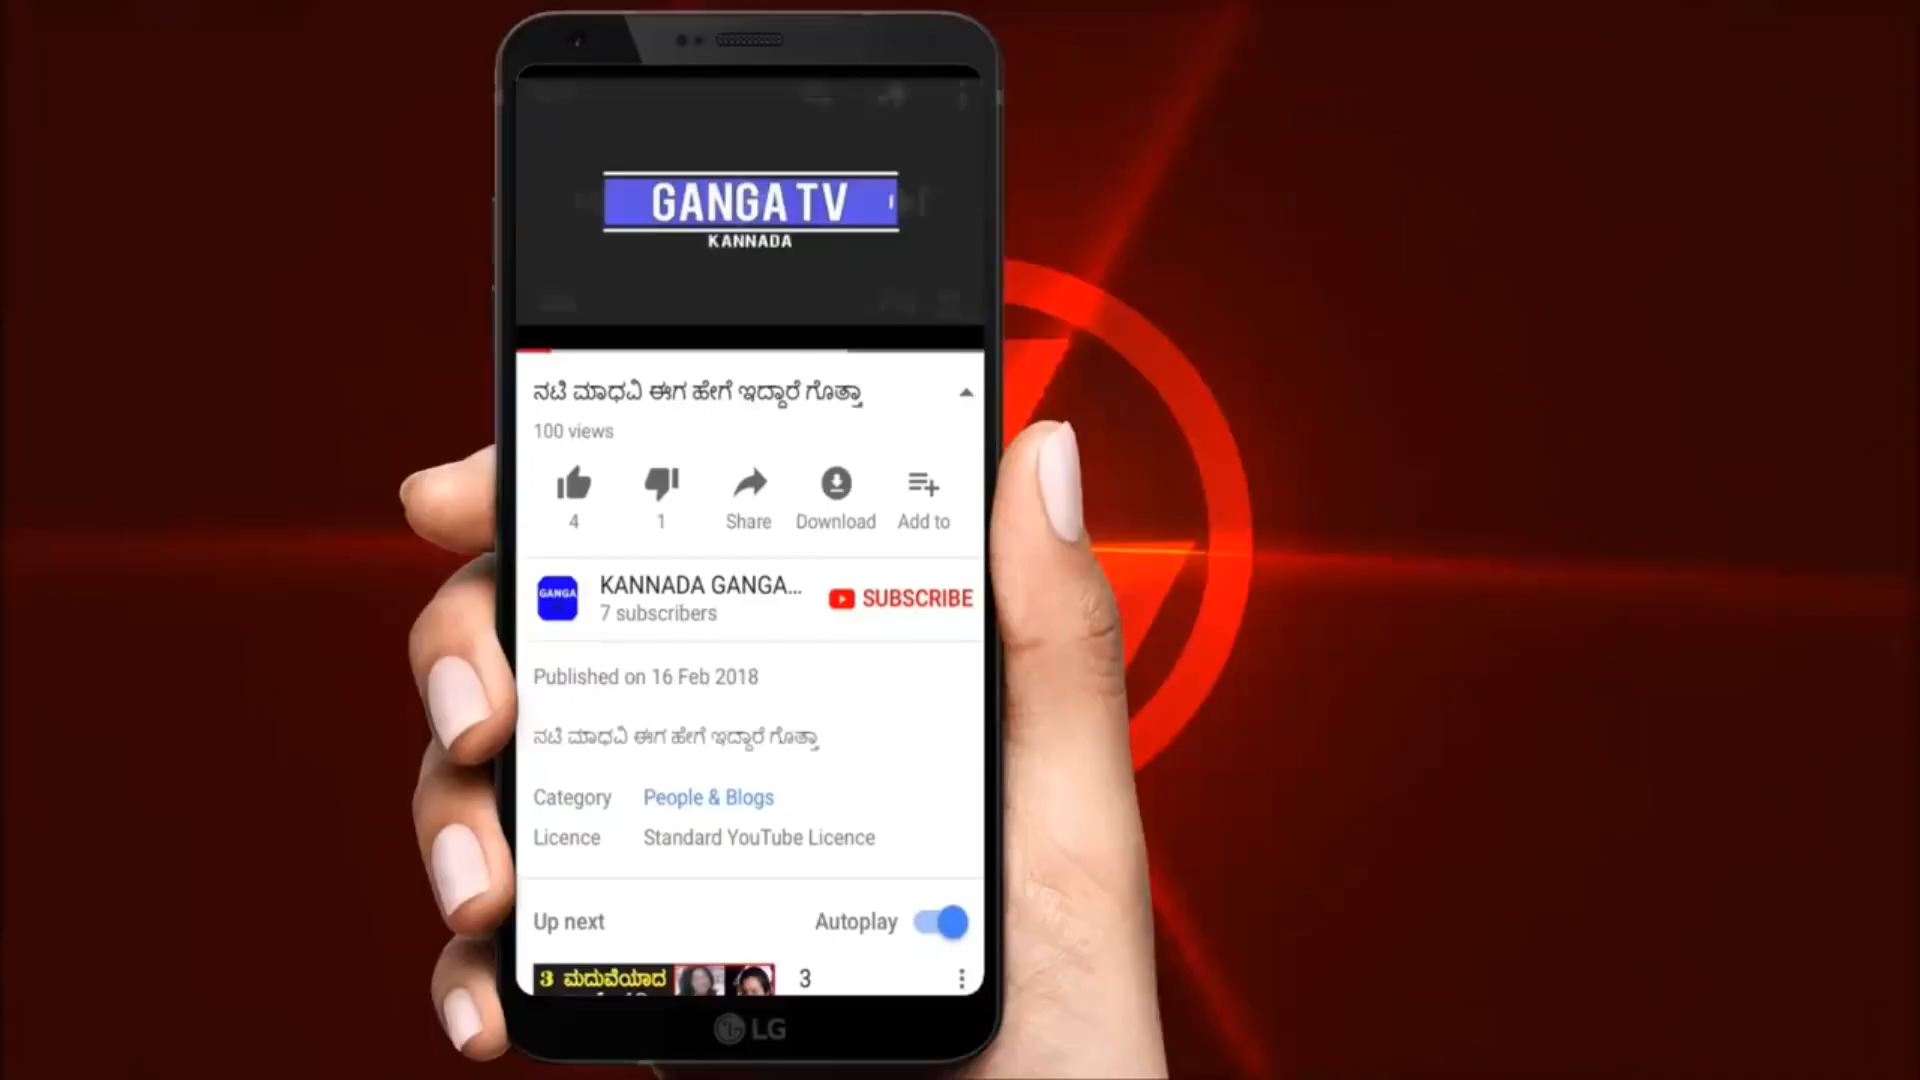 GANGA TV
KANNADA
ನಟಿ ಮಾಧವಿ ಈಗ ಹೇಗೆ ಇದ್ದಾರೆ ಗೊತ್ತಾ
100 views
4 1 Share Download Add to
GANGA
KANNADA GANGA...
7 subscribers
SUBSCRIBE
Published on 16 Feb 2018
ನಟಿ ಮಾಧವಿ ಈಗ ಹೇಗೆ ಇದ್ದಾರೆ ಗೊತ್ತಾ
Category People & Blogs
Licence Standard YouTube Licence
Up next Autoplay
3 ಮದುವೆಯಾದ
3
LG